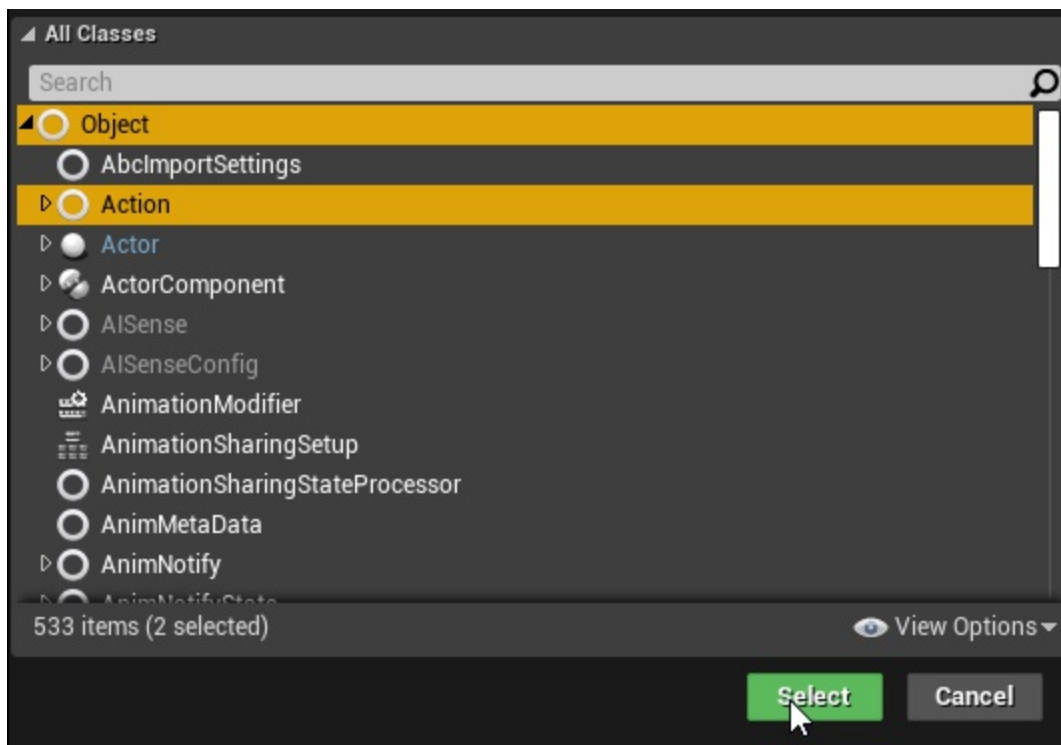 All Classes
Search
Object
AbcImportSettings
Action
Actor
ActorComponent
AISense
AISenseConfig
AnimationModifier
AnimationSharingSetup
AnimationSharingStateProcessor
AnimMetaData
AnimNotify
AnimNotifyState
533 items (2 selected)
View Options
Select Cancel